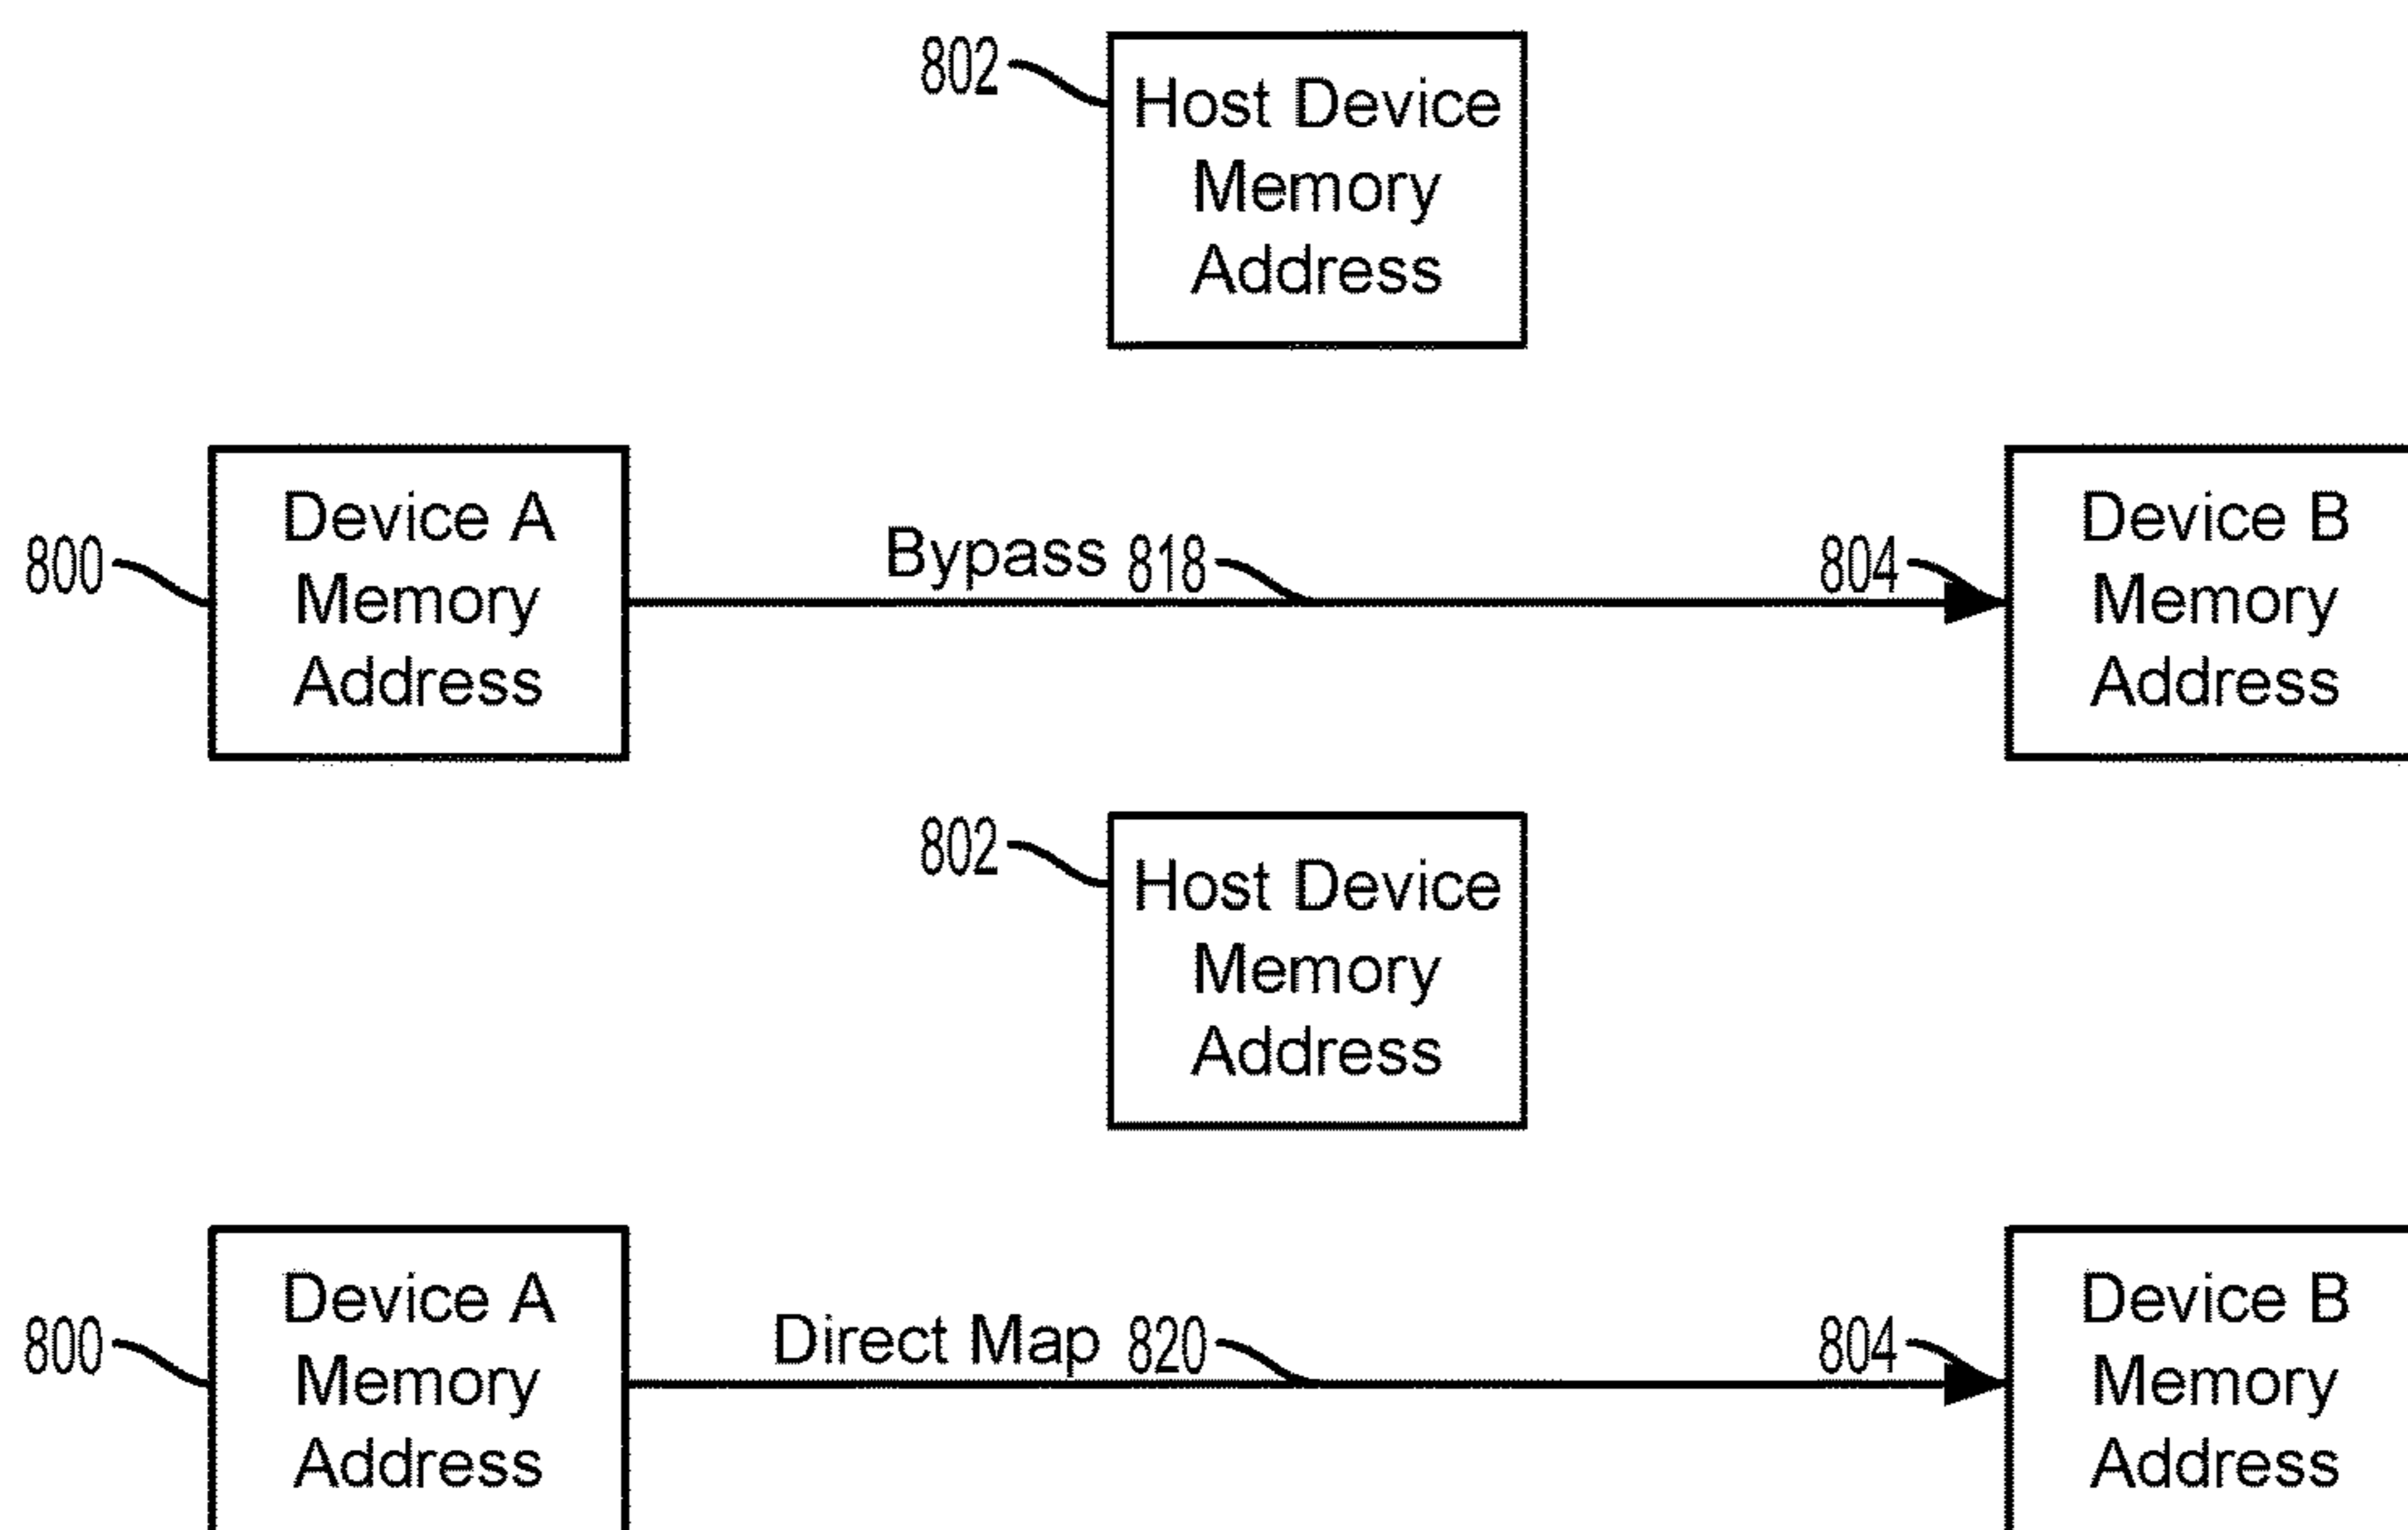 802
Host Device
Memory
Address
800
Device A
Memory
Address
Bypass 818
804
Device B
Memory
Address
802
Host Device
Memory
Address
800
Device A
Memory
Address
Direct Map 820
804
Device B
Memory
Address